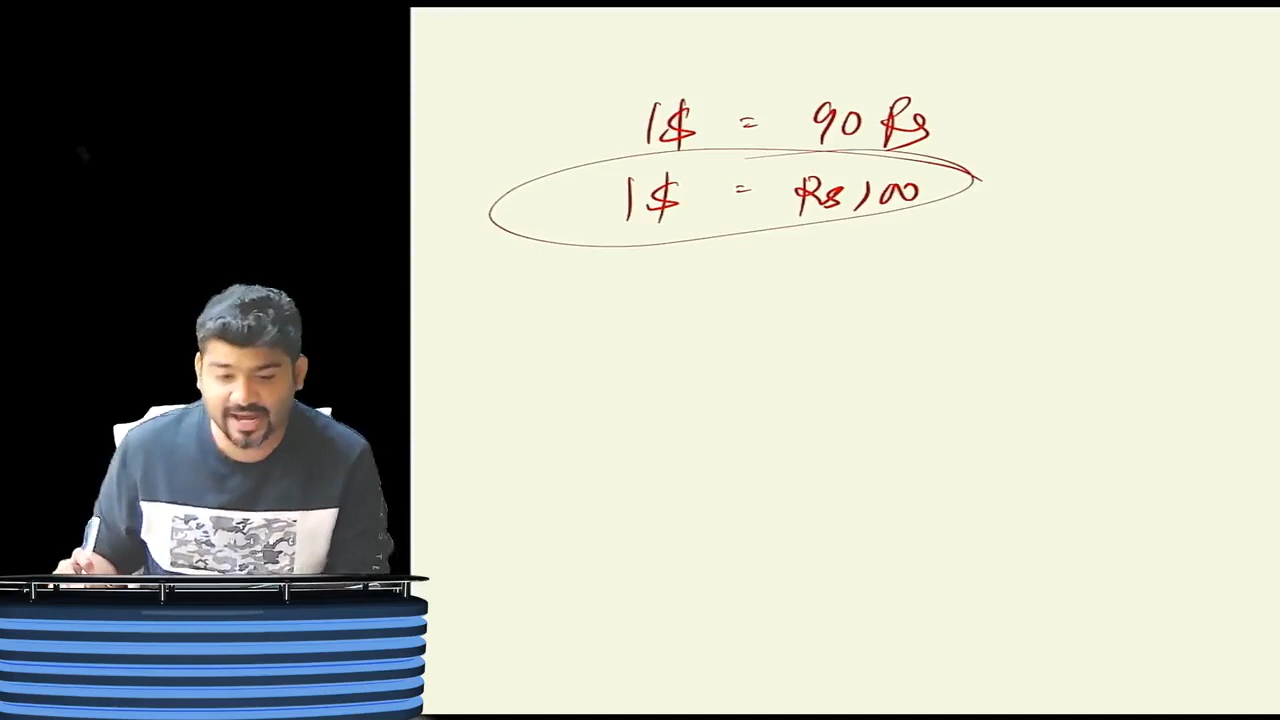 1$ = 90 Rs
1$ = Rs 100